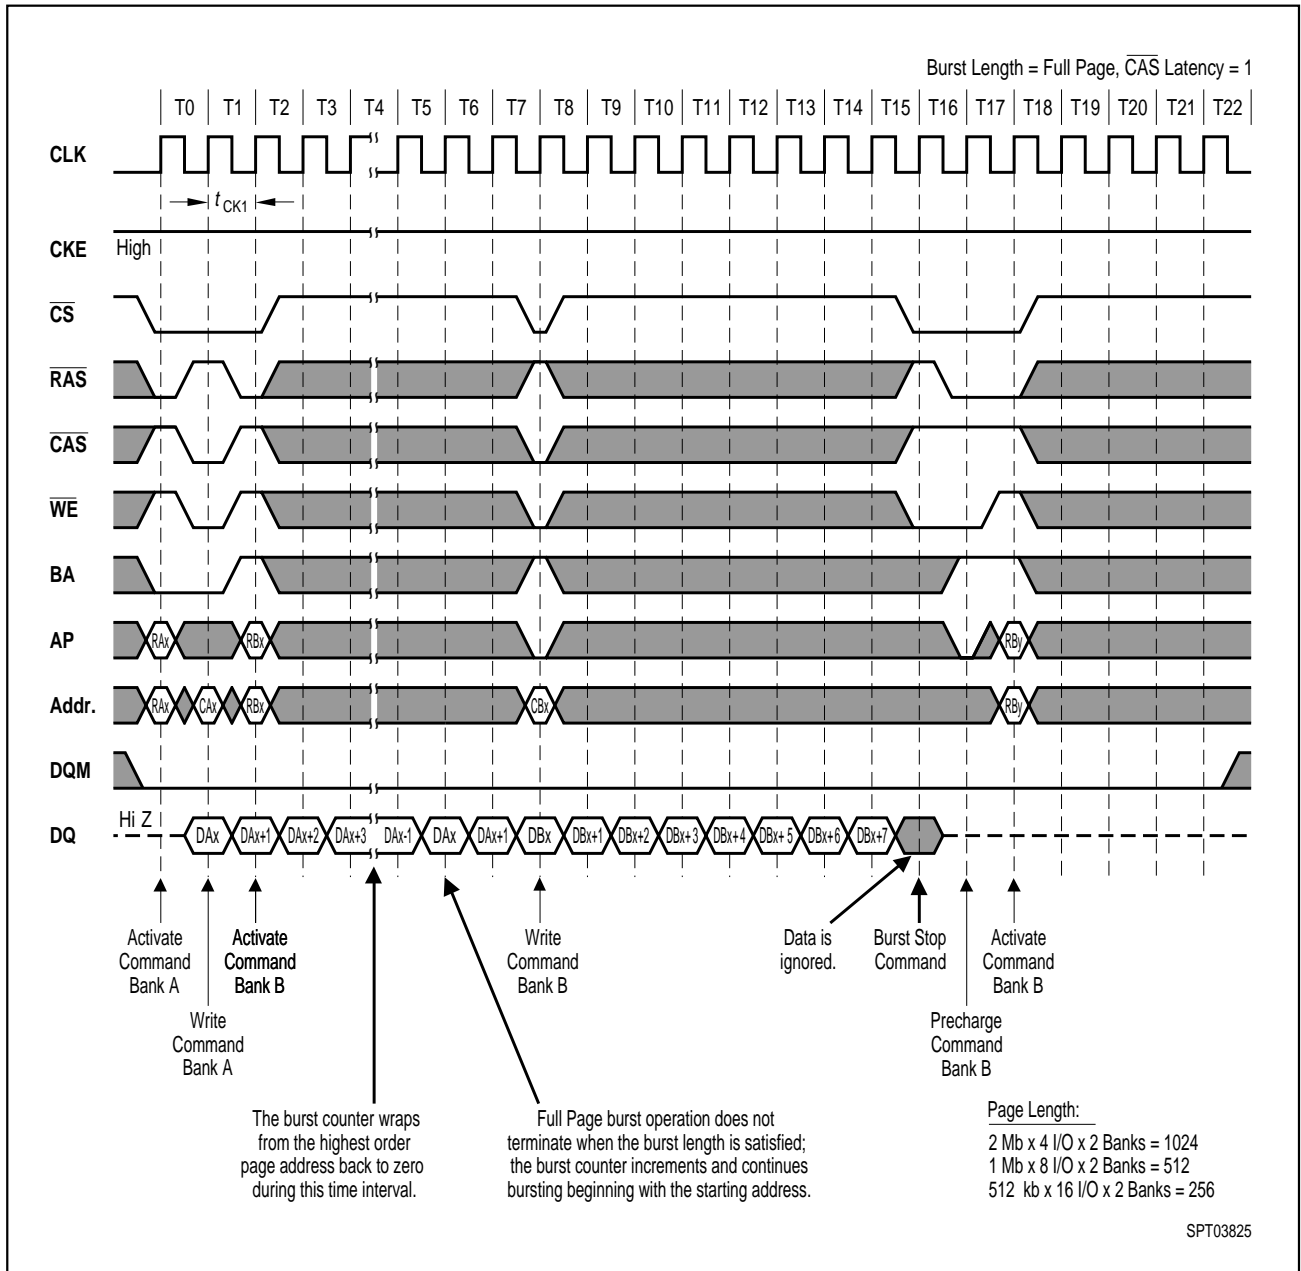 Burst Length = Full Page, CAS Latency = 1
T0 T1 T2 T3 T4 T5 T6 T7 T8 T9 T10 T11 T12 T13 T14 T15 T16 T17 T18 T19 T20 T21 T22
CLK
t CK1
CKE High
CS
RAS
CAS
WE
BA
AP RAx RBx RBy
Addr. RAx CAx RBx CBx RBy
DQM
DQ Hi Z DAx DAx+1 DAx+2 DAx+3 DAx-1 DAx DAx+1 DBx DBx+1 DBx+2 DBx+3 DBx+4 DBx+5 DBx+6 DBx+7
Activate
Command
Bank A
Write
Command
Bank A
Activate
Command
Bank B
Write
Command
Bank B
Data is
ignored.
Burst Stop
Command
Precharge
Command
Bank B
Activate
Command
Bank B
The burst counter wraps
from the highest order
page address back to zero
during this time interval.
Full Page burst operation does not
terminate when the burst length is satisfied;
the burst counter increments and continues
bursting beginning with the starting address.
Page Length:
2 Mb x 4 I/O x 2 Banks = 1024
1 Mb x 8 I/O x 2 Banks = 512
512 kb x 16 I/O x 2 Banks = 256
SPT03825